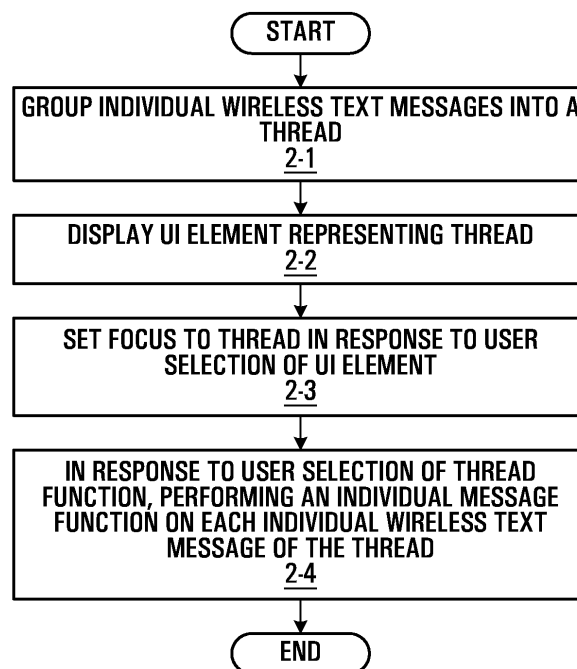 START
GROUP INDIVIDUAL WIRELESS TEXT MESSAGES INTO A
THREAD
2-1
DISPLAY UI ELEMENT REPRESENTING THREAD
2-2
SET FOCUS TO THREAD IN RESPONSE TO USER
SELECTION OF UI ELEMENT
2-3
IN RESPONSE TO USER SELECTION OF THREAD
FUNCTION, PERFORMING AN INDIVIDUAL MESSAGE
FUNCTION ON EACH INDIVIDUAL WIRELESS TEXT
MESSAGE OF THE THREAD
2-4
END